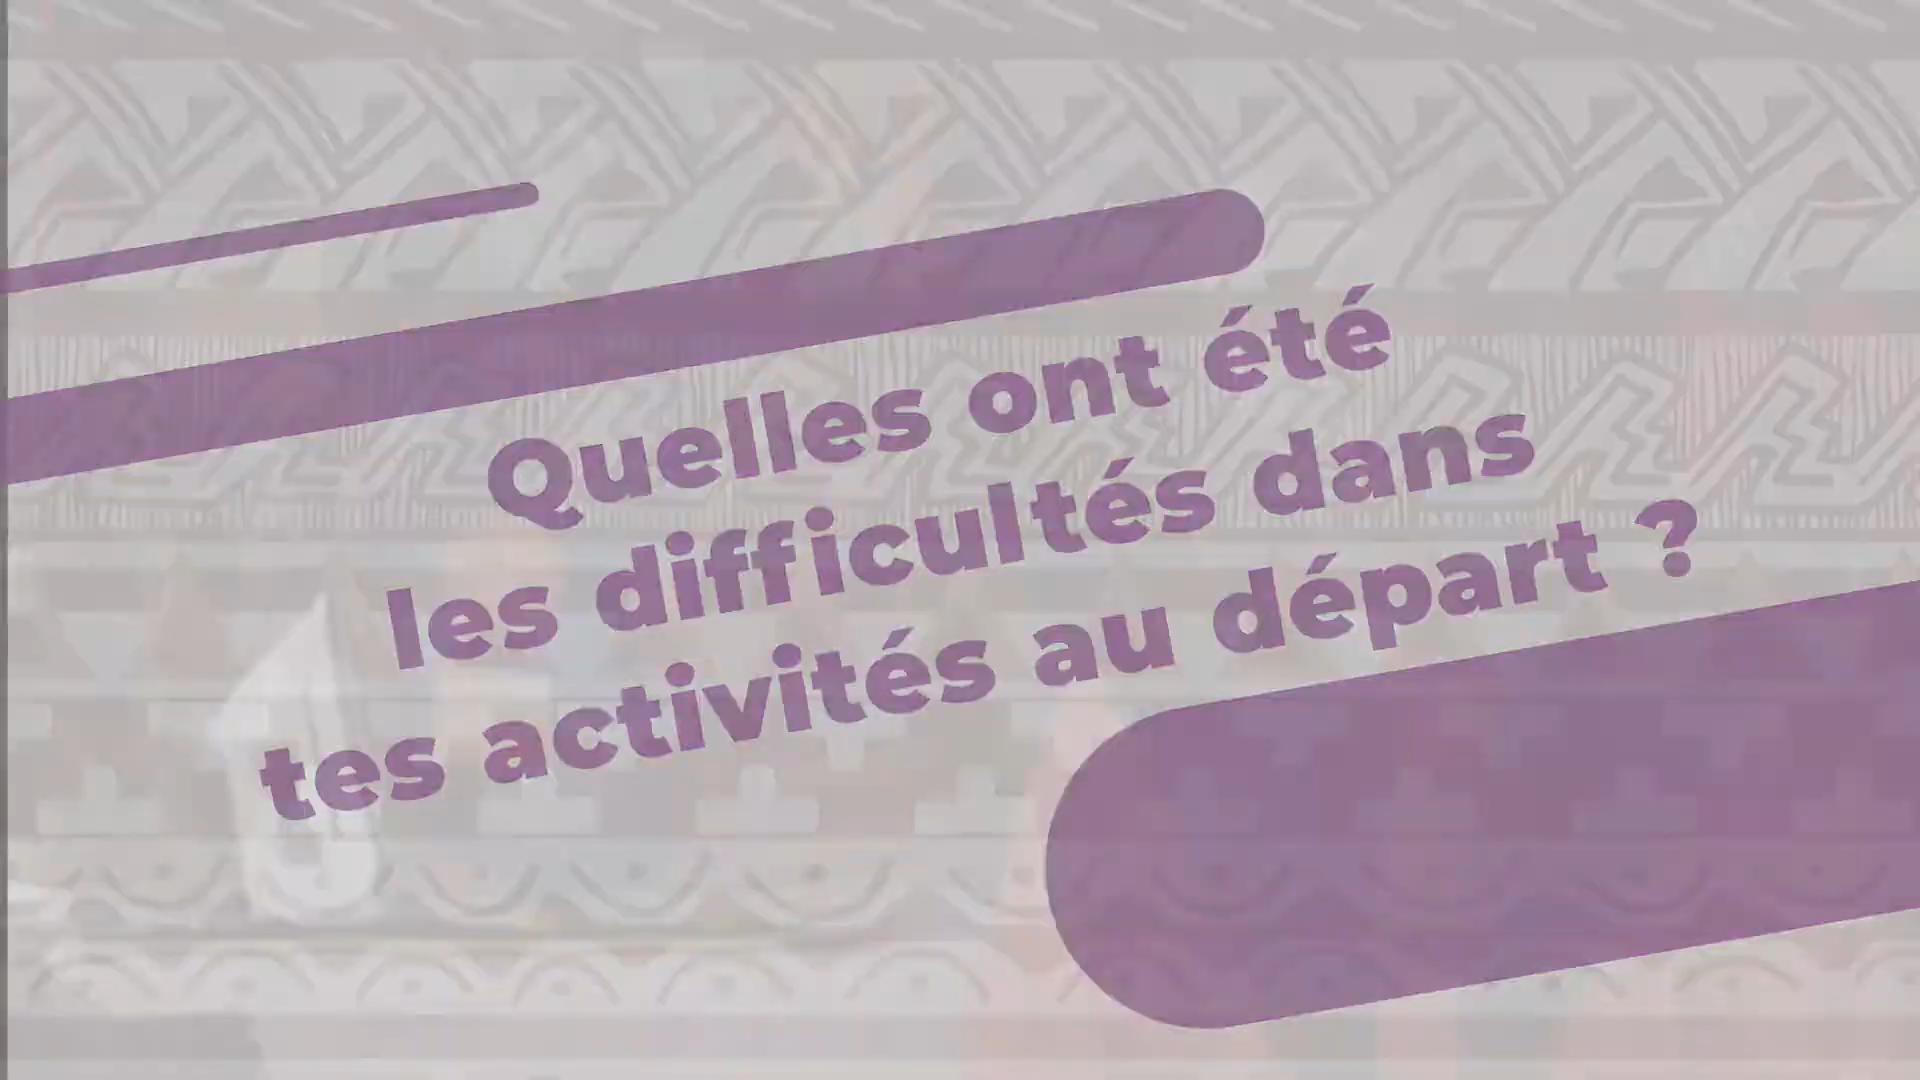 Quelles ont été
les difficultés dans
tes activités au départ ?